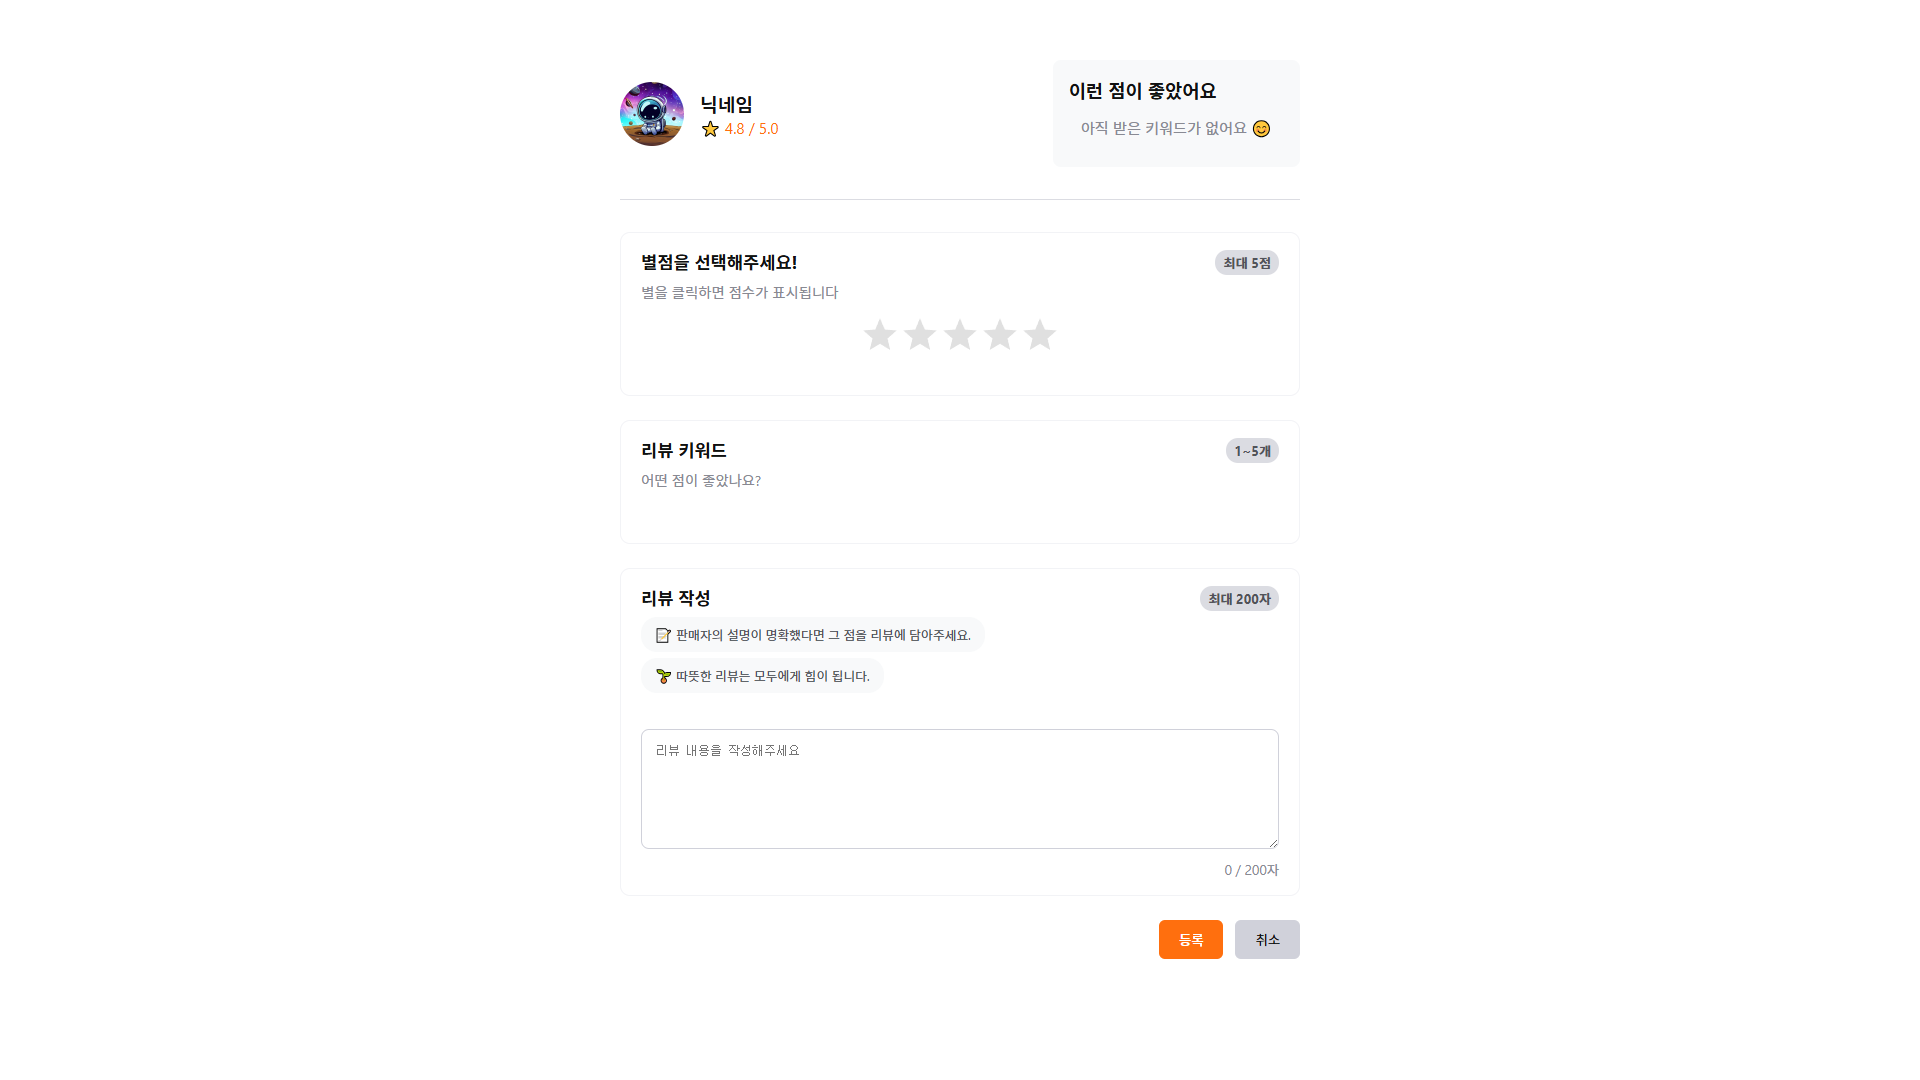 닉네임
⭐ 4.8 / 5.0
이런 점이 좋았어요
아직 받은 키워드가 없어요 😊
별점을 선택해주세요!
최대 5점
별을 클릭하면 점수가 표시됩니다
리뷰 키워드
1~5개
어떤 점이 좋았나요?
리뷰 작성
최대 200자
📝 판매자의 설명이 명확했다면 그 점을 리뷰에 담아주세요.
🌱 따뜻한 리뷰는 모두에게 힘이 됩니다.
리뷰 내용을 작성해주세요
0 / 200자
등록
취소